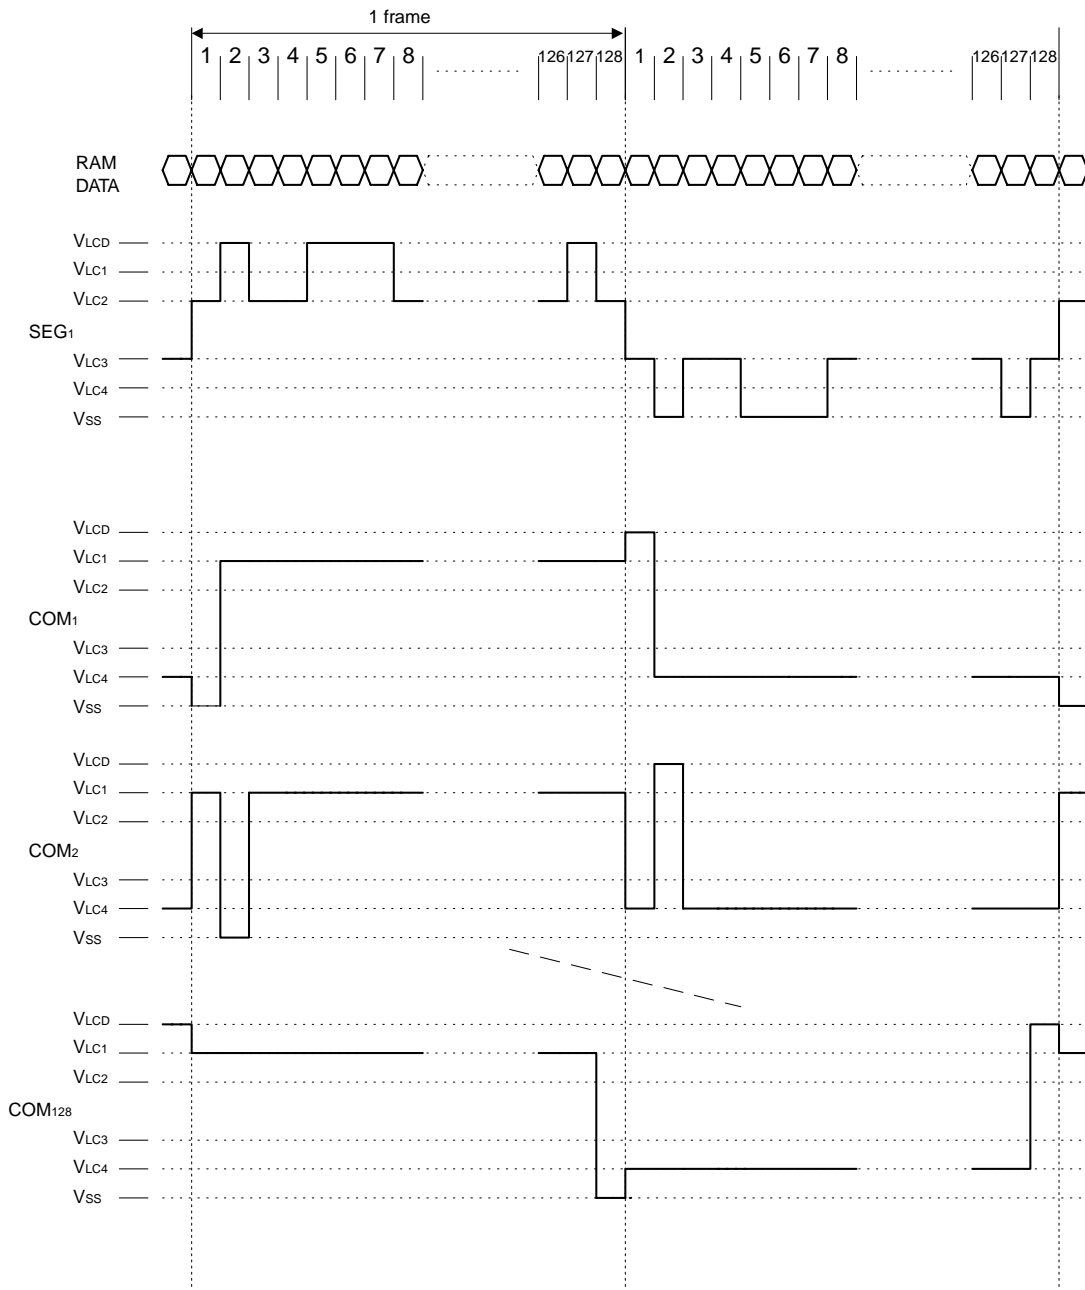 1 frame
1 2 3 4 5 6 7 8 126 127 128 1 2 3 4 5 6 7 8 126 127 128
RAM
DATA
VLCD
VLC1
VLC2
SEG1
VLC3
VLC4
VSS
VLCD
VLC1
VLC2
COM1
VLC3
VLC4
VSS
VLCD
VLC1
VLC2
COM2
VLC3
VLC4
VSS
VLCD
VLC1
VLC2
COM128
VLC3
VLC4
VSS